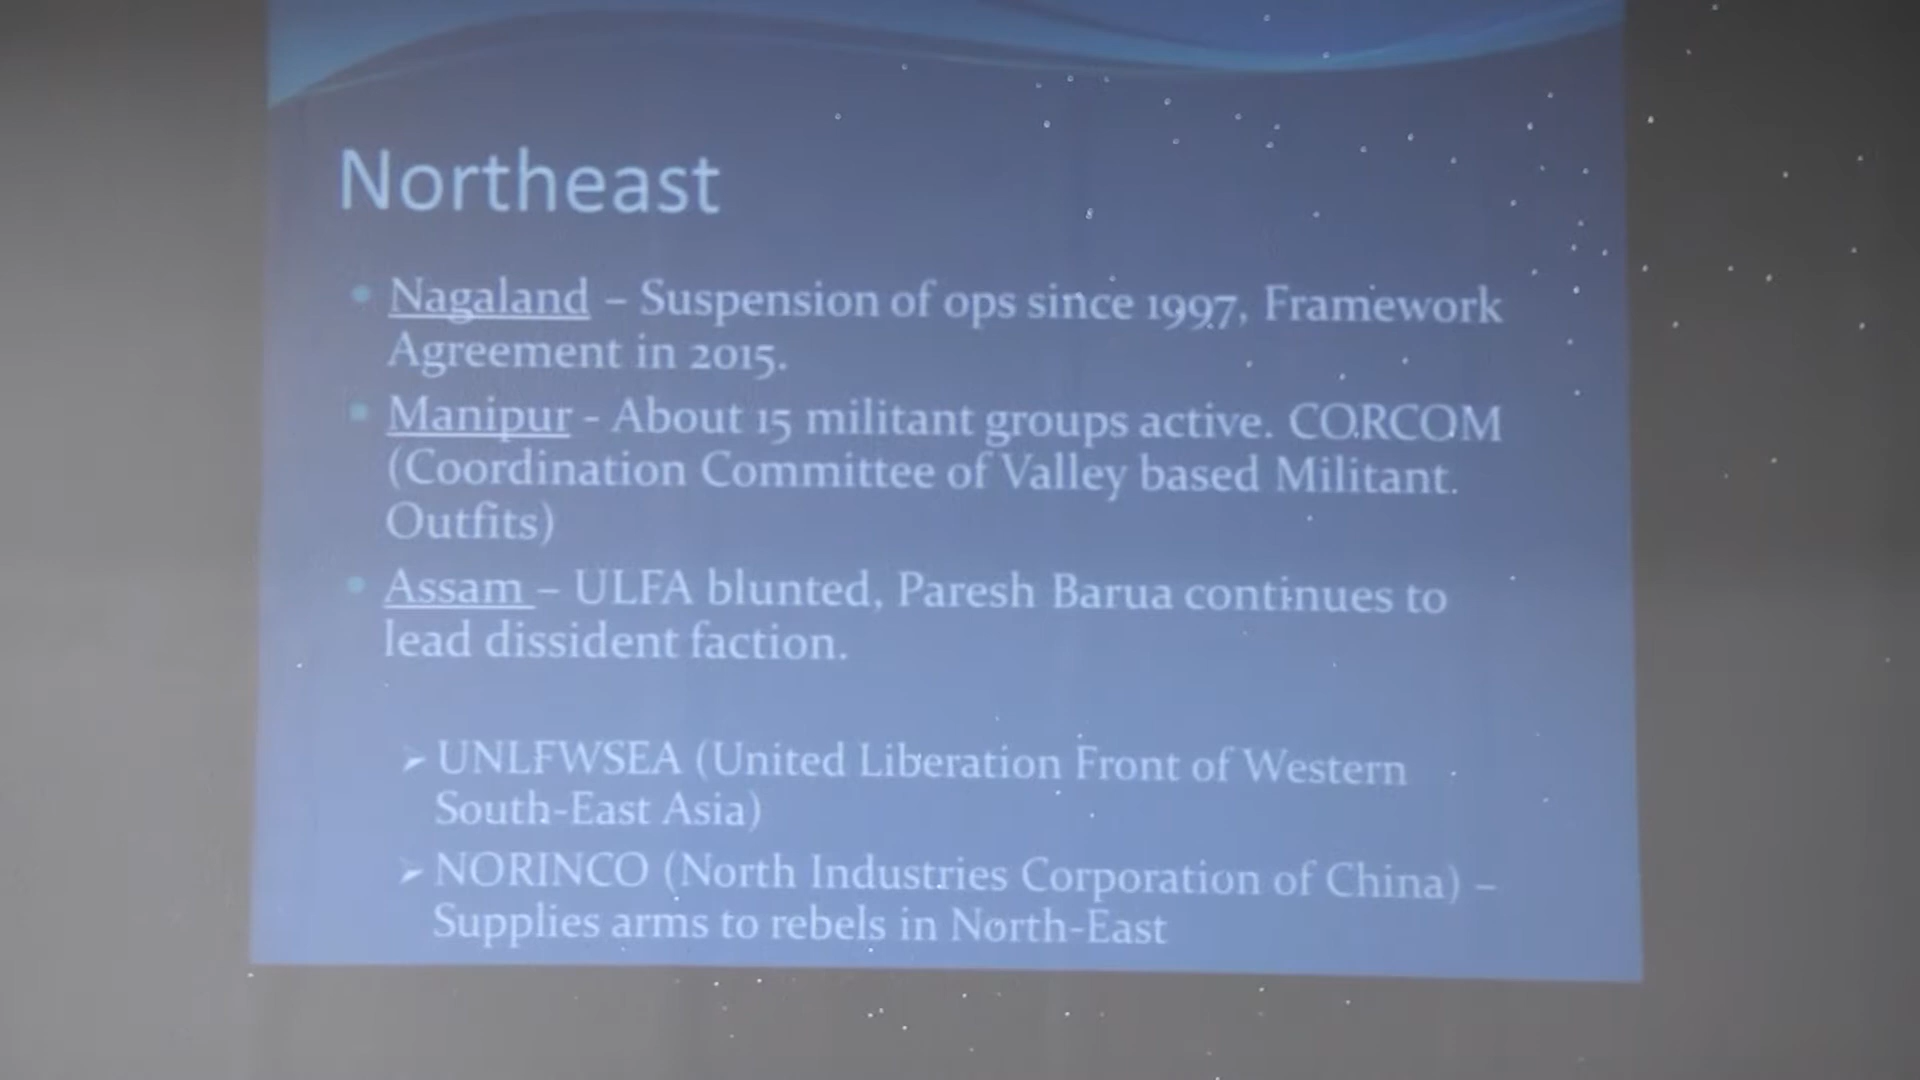 Northeast
Nagaland – Suspension of ops since 1997, Framework
Agreement in 2015.
Manipur - About 15 militant groups active. CORCOM
(Coordination Committee of Valley based Militant.
Outfits)
Assam – ULFA blunted, Paresh Barua continues to
lead dissident faction.
UNLFWSEA (United Liberation Front of Western
South-East Asia)
NORINCO (North Industries Corporation of China) –
Supplies arms to rebels in North-East